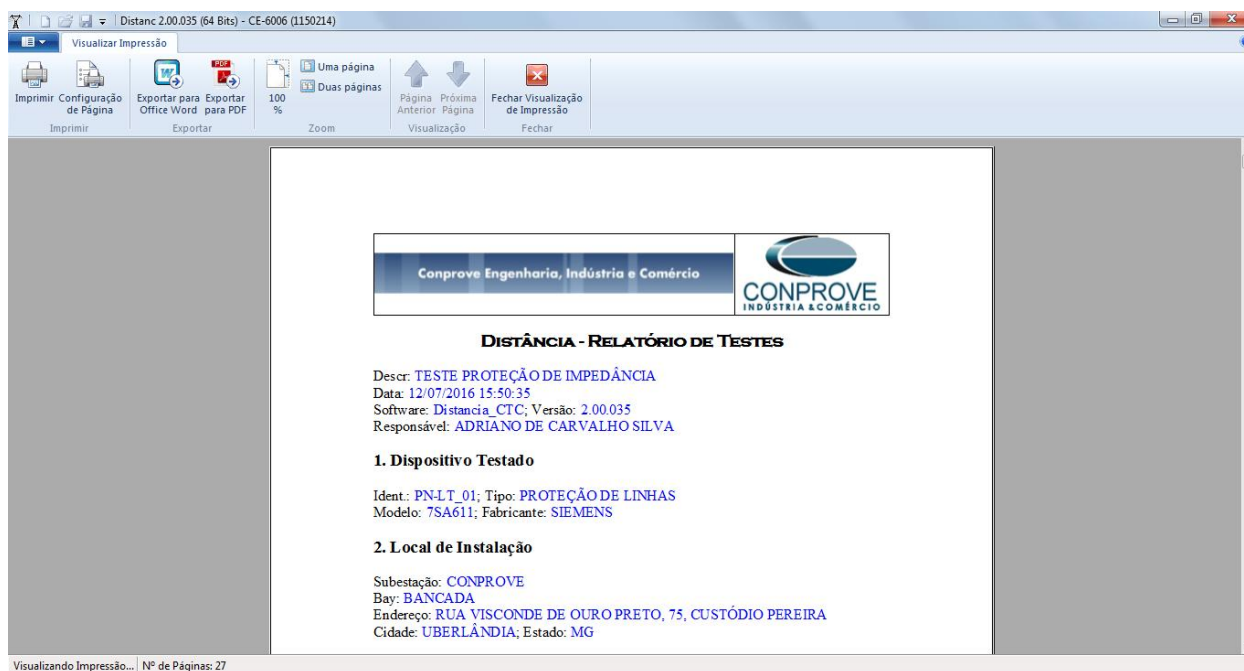 Distanc 2.00.035 (64 Bits) - CE-6006 (1150214)
Visualizar Impressão
Imprimir
Configuração de Página
Exportar para Office Word
Exportar para PDF
100 %
Uma página
Duas páginas
Página Anterior
Próxima Página
Fechar Visualização de Impressão
Imprimir
Exportar
Zoom
Visualização
Fechar
Conprove Engenharia, Indústria e Comércio
CONPROVE
INDÚSTRIA & COMÉRCIO
DISTÂNCIA - RELATÓRIO DE TESTES
Descr: TESTE PROTEÇÃO DE IMPEDÂNCIA
Data: 12/07/2016 15:50:35
Software: Distancia_CTC; Versão: 2.00.035
Responsável: ADRIANO DE CARVALHO SILVA
1. Dispositivo Testado
Ident.: PN-LT_01; Tipo: PROTEÇÃO DE LINHAS
Modelo: 7SA611; Fabricante: SIEMENS
2. Local de Instalação
Subestação: CONPROVE
Bay: BANCADA
Endereço: RUA VISCONDE DE OURO PRETO, 75, CUSTÓDIO PEREIRA
Cidade: UBERLÂNDIA; Estado: MG
Visualizando Impressão... Nº de Páginas: 27